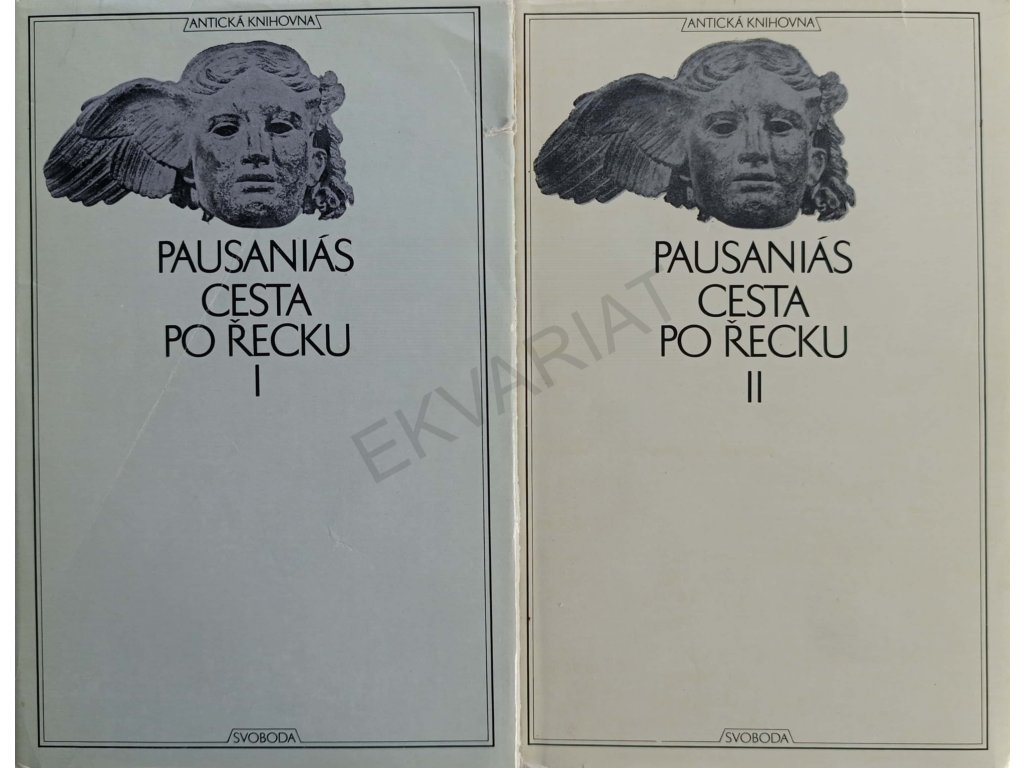 ANTICKÁ KNIHOVNA
PAUSANIÁS
CESTA
PO ŘECKU
I
SVOBODA
ANTICKÁ KNIHOVNA
PAUSANIÁS
CESTA
PO ŘECKU
II
SVOBODA
EKVARIAT